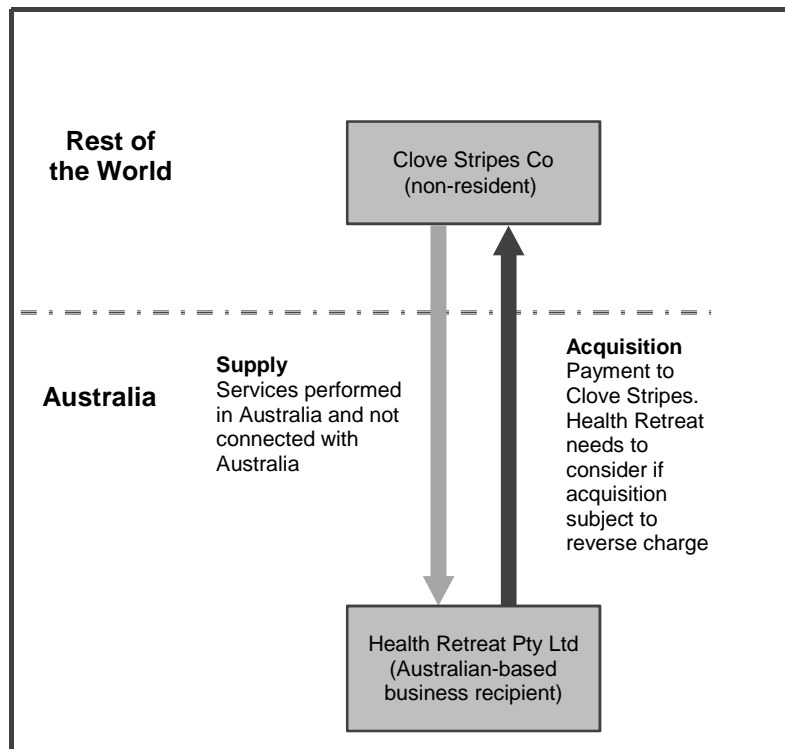 Rest of
the World
Clove Stripes Co
(non-resident)
Australia
Supply
Services performed
in Australia and not
connected with
Australia
Acquisition
Payment to
Clove Stripes.
Health Retreat
needs to
consider if
acquisition
subject to
reverse charge
Health Retreat Pty Ltd
(Australian-based
business recipient)